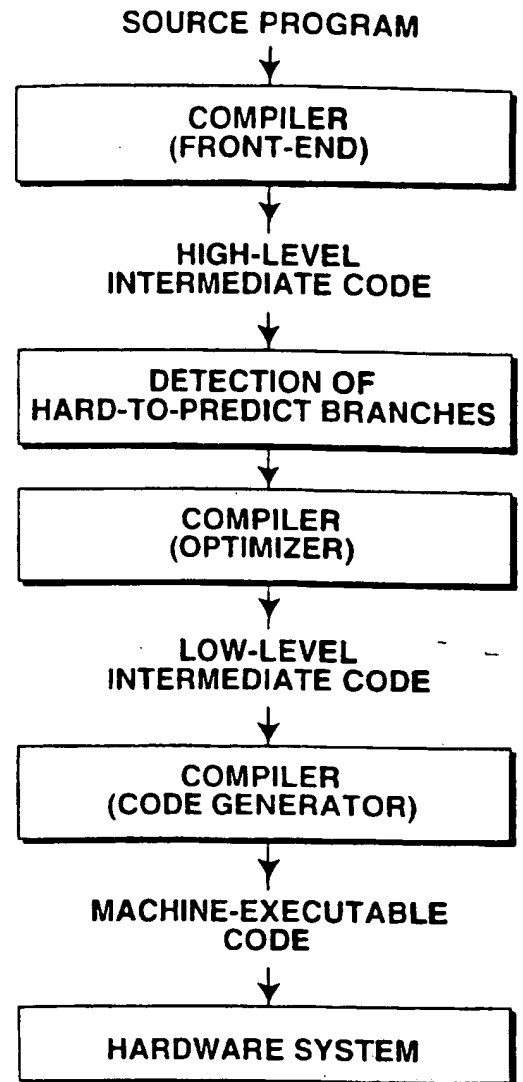 SOURCE PROGRAM
COMPILER
(FRONT-END)
HIGH-LEVEL
INTERMEDIATE CODE
DETECTION OF
HARD-TO-PREDICT BRANCHES
COMPILER
(OPTIMIZER)
LOW-LEVEL
INTERMEDIATE CODE
COMPILER
(CODE GENERATOR)
MACHINE-EXECUTABLE
CODE
HARDWARE SYSTEM